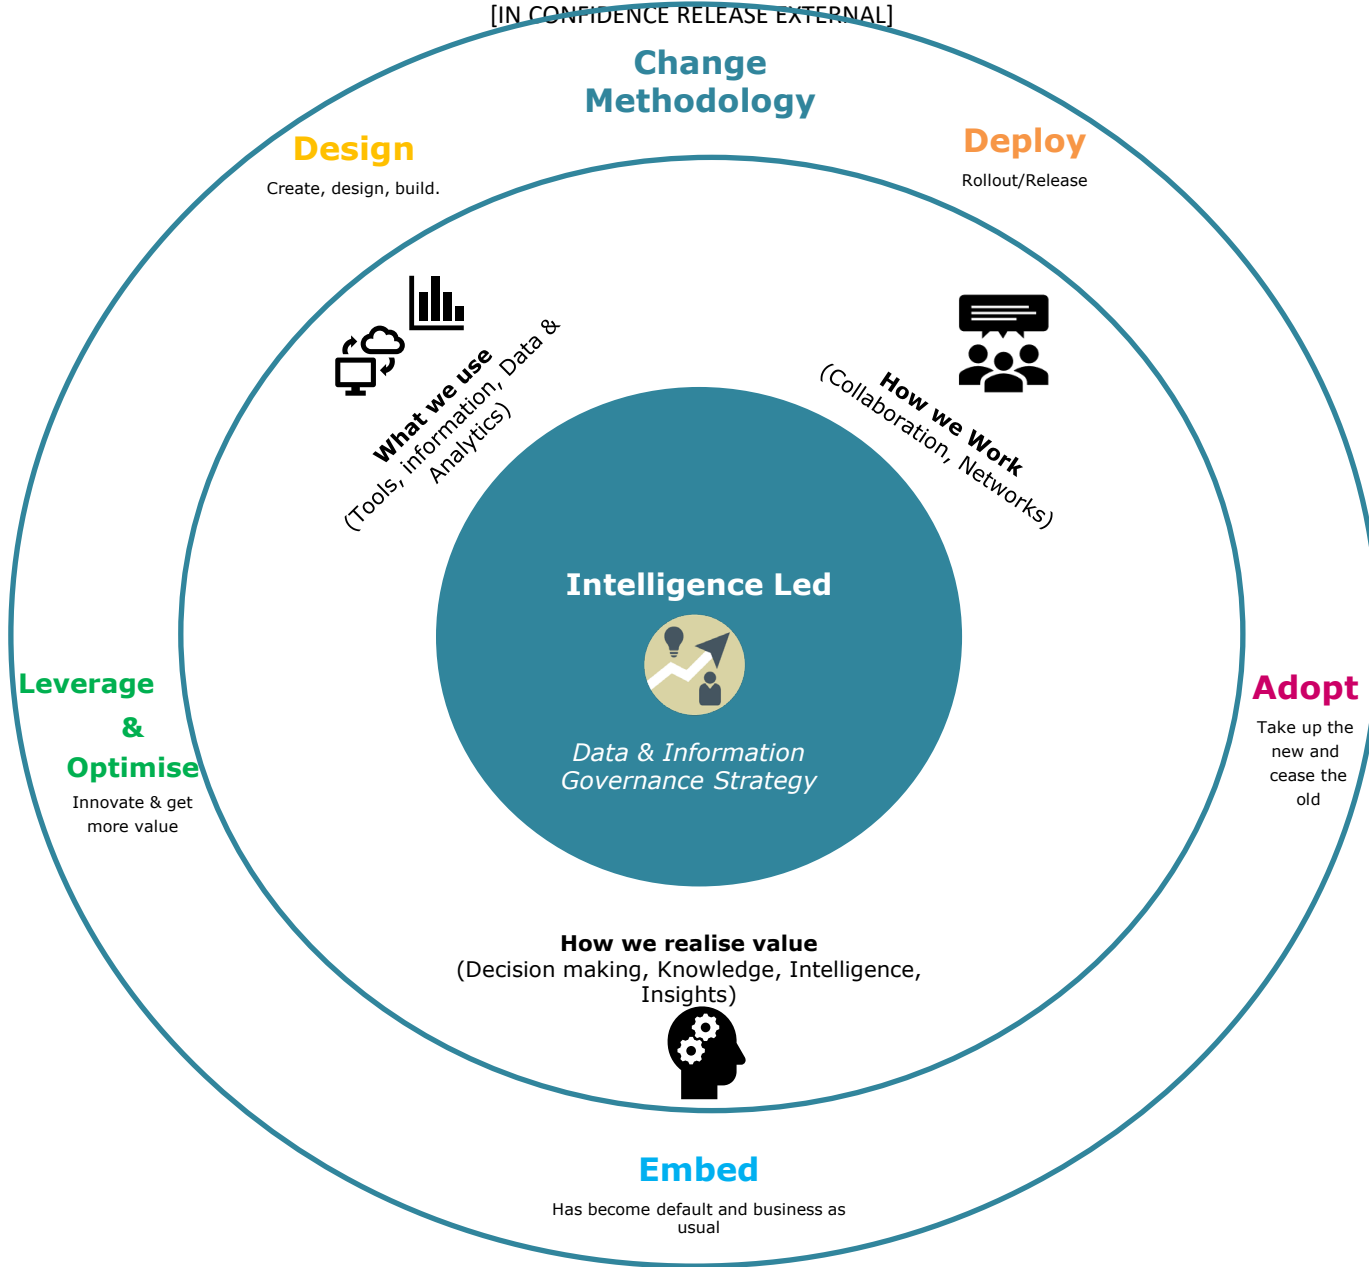 [IN CONFIDENCE RELEASE EXTERNAL]
Change
Methodology
Design
Create, design, build.
Deploy
Rollout/Release
What we use
(Tools, information, Data &
Analytics)
How we Work
(Collaboration, Networks)
Intelligence Led
Data & Information
Governance Strategy
Leverage
&
Optimise
Innovate & get
more value
Adopt
Take up the
new and
cease the
old
How we realise value
(Decision making, Knowledge, Intelligence,
Insights)
Embed
Has become default and business as
usual